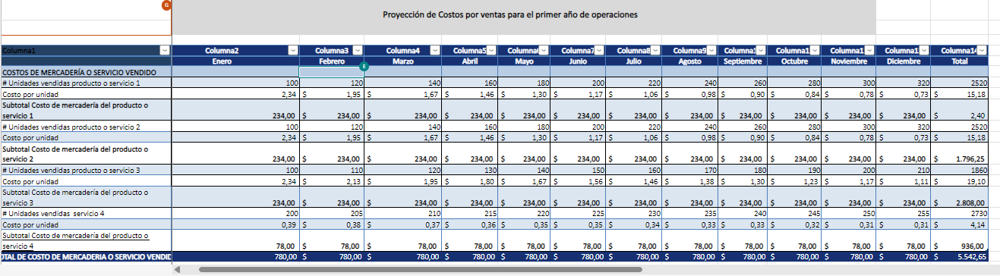 G
Proyección de Costos por ventas para el primer año de operaciones
Columna1 Columna2 Columna3 Columna4 Columna5 Columna6 Columna7 Columna8 Columna9 Columna1 Columna1 Columna1 Columna1 Columna14
Enero Febrero Marzo Abril Mayo Junio Julio Agosto Septiembre Octubre Noviembre Diciembre Total
E
COSTOS DE MERCADERÍA O SERVICIO VENDIDO
# Unidades vendidas producto o servicio 1 100 120 140 160 180 200 220 240 260 280 300 320 2520
Costo por unidad 2,34 $ 1,95 $ 1,67 $ 1,46 $ 1,30 $ 1,17 $ 1,06 $ 0,98 $ 0,90 $ 0,84 $ 0,78 $ 0,73 $ 15,18
Subtotal Costo de mercadería del producto o
servicio 1 234,00 $ 234,00 $ 234,00 $ 234,00 $ 234,00 $ 234,00 $ 234,00 $ 234,00 $ 234,00 $ 234,00 $ 234,00 $ 234,00 $ 2,40
# Unidades vendidas producto o servicio 2 100 120 140 160 180 200 220 240 260 280 300 320 2520
Costo por unidad 2,34 $ 1,95 $ 1,67 $ 1,46 $ 1,30 $ 1,17 $ 1,06 $ 0,98 $ 0,90 $ 0,84 $ 0,78 $ 0,73 $ 15,18
Subtotal Costo de mercadería del producto o
servicio 2 234,00 $ 234,00 $ 234,00 $ 234,00 $ 234,00 $ 234,00 $ 234,00 $ 234,00 $ 234,00 $ 234,00 $ 234,00 $ 234,00 $ 1.796,25
# Unidades vendidas producto o servicio 3 100 110 120 130 140 150 160 170 180 190 200 210 1860
Costo por unidad 2,34 $ 2,13 $ 1,95 $ 1,80 $ 1,67 $ 1,56 $ 1,46 $ 1,38 $ 1,30 $ 1,23 $ 1,17 $ 1,11 $ 19,10
Subtotal Costo de mercadería del producto o
servicio 3 234,00 $ 234,00 $ 234,00 $ 234,00 $ 234,00 $ 234,00 $ 234,00 $ 234,00 $ 234,00 $ 234,00 $ 234,00 $ 234,00 $ 2.808,00
# Unidades vendidas servicio 4 200 205 210 215 220 225 230 235 240 245 250 255 2730
Costo por unidad 0,39 $ 0,38 $ 0,37 $ 0,36 $ 0,35 $ 0,35 $ 0,34 $ 0,33 $ 0,33 $ 0,32 $ 0,31 $ 0,31 $ 4,14
Subtotal Costo de mercadería del producto o
servicio 4 78,00 $ 78,00 $ 78,00 $ 78,00 $ 78,00 $ 78,00 $ 78,00 $ 78,00 $ 78,00 $ 78,00 $ 78,00 $ 78,00 $ 936,00
OTAL DE COSTO DE MERCADERIA O SERVICIO VENDID 780,00 $ 780,00 $ 780,00 $ 780,00 $ 780,00 $ 780,00 $ 780,00 $ 780,00 $ 780,00 $ 780,00 $ 780,00 $ 780,00 $ 5.542,65